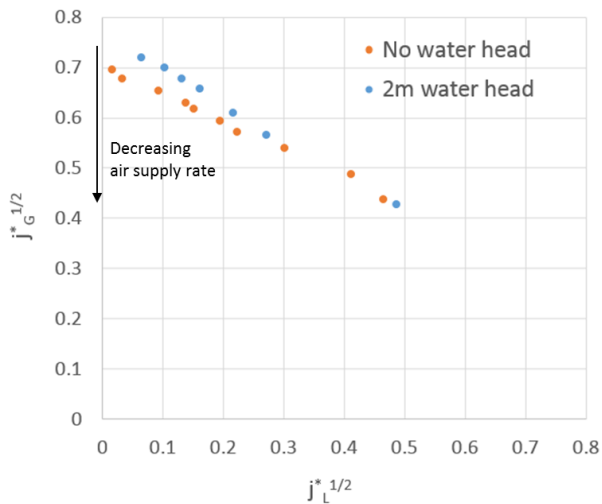 0.8
No water head
0.7
2m water head
0.6
Decreasing
air supply rate
0.5
0.4
0.3
0.2
0.1
0
j*G1/2
0 0.1 0.2 0.3 0.4 0.5 0.6 0.7 0.8
j*L1/2